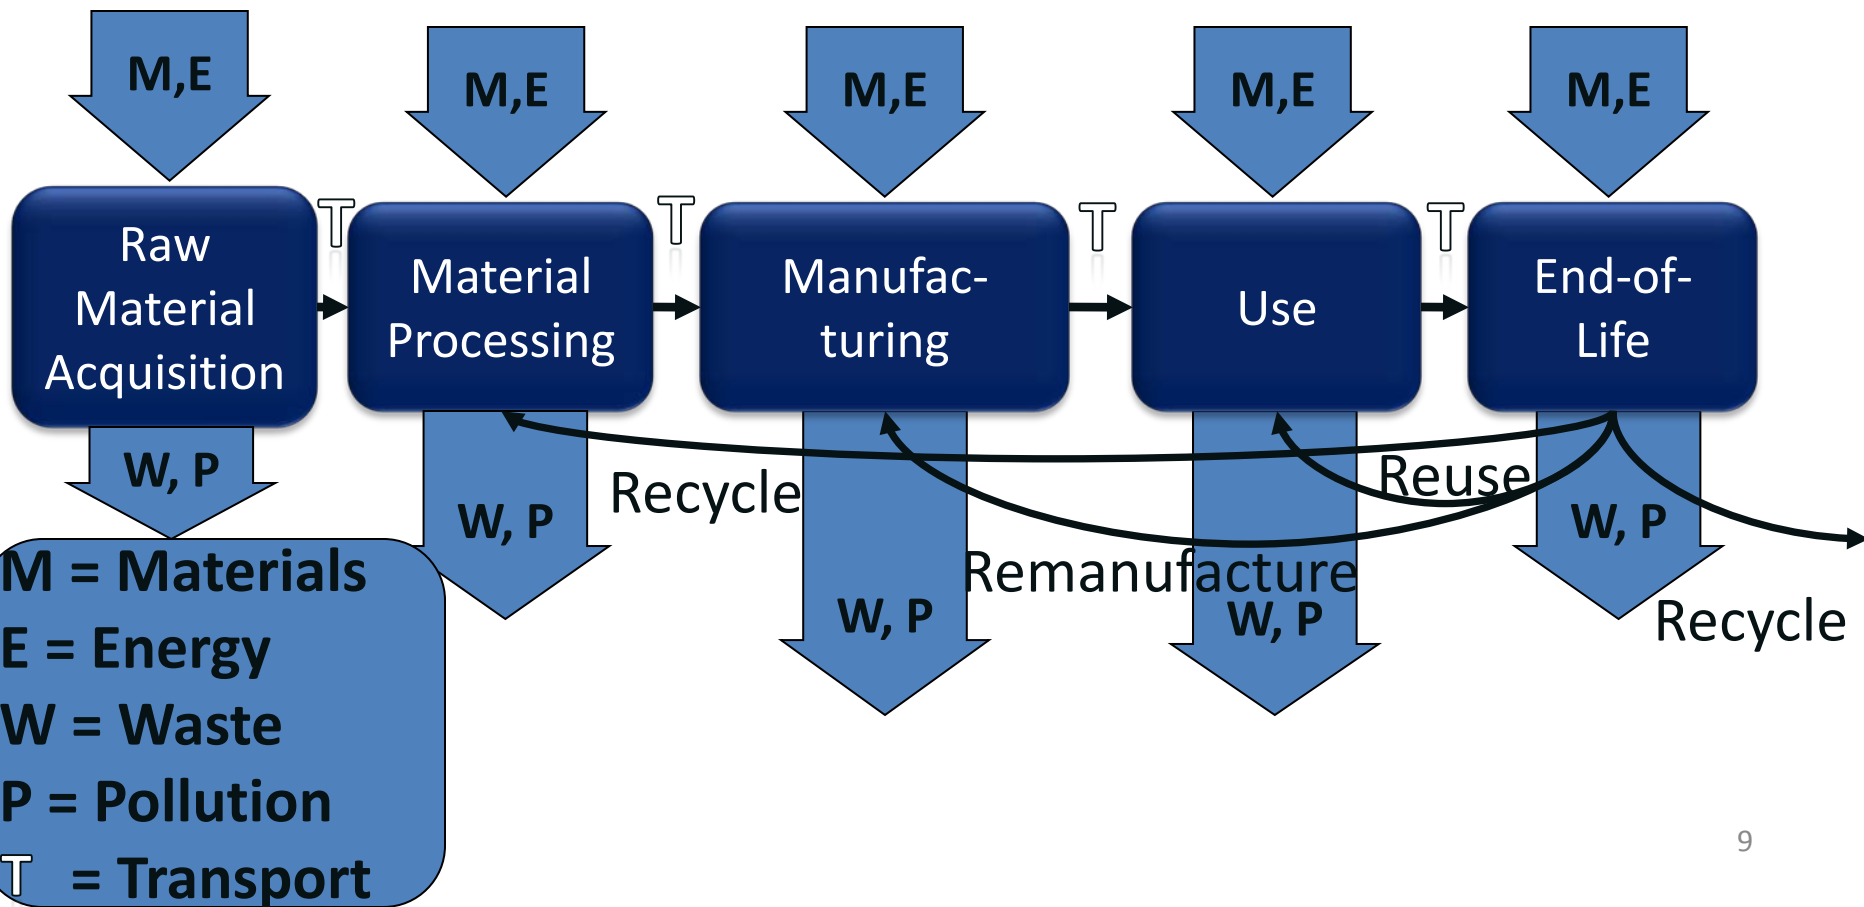 M,E
M,E
M,E
M,E
M,E
Raw
Material
Acquisition
T
Material
Processing
T
Manufac-
turing
T
Use
T
End-of-
Life
W, P
W, P
W, P
W, P
W, P
Recycle
Reuse
Remanufacture
Recycle
M = Materials
E = Energy
W = Waste
P = Pollution
T = Transport
9